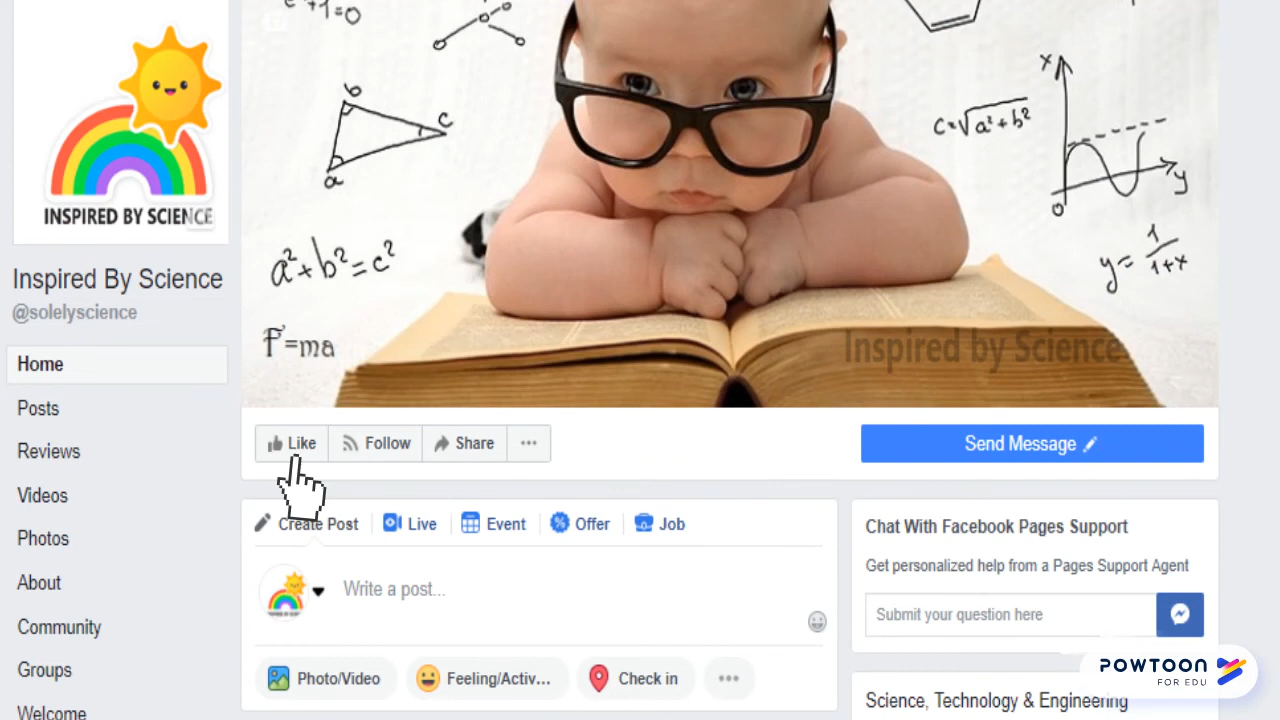 INSPIRED BY SCIENCE
Inspired By Science
@solelyscience
Home
Posts
Reviews
Videos
Photos
About
Community
Groups
Welcome
b
c
a
a²+b²=c²
F=ma
c=√a²+b²
x
y
0
y=1/1+x
Inspired by Science
Like
Follow
Share
Send Message
Create Post
Live
Event
Offer
Job
Write a post...
Photo/Video
Feeling/Activ...
Check in
Chat With Facebook Pages Support
Get personalized help from a Pages Support Agent
Submit your question here
Science, Technology & Engineering
POWTOON
FOR EDU